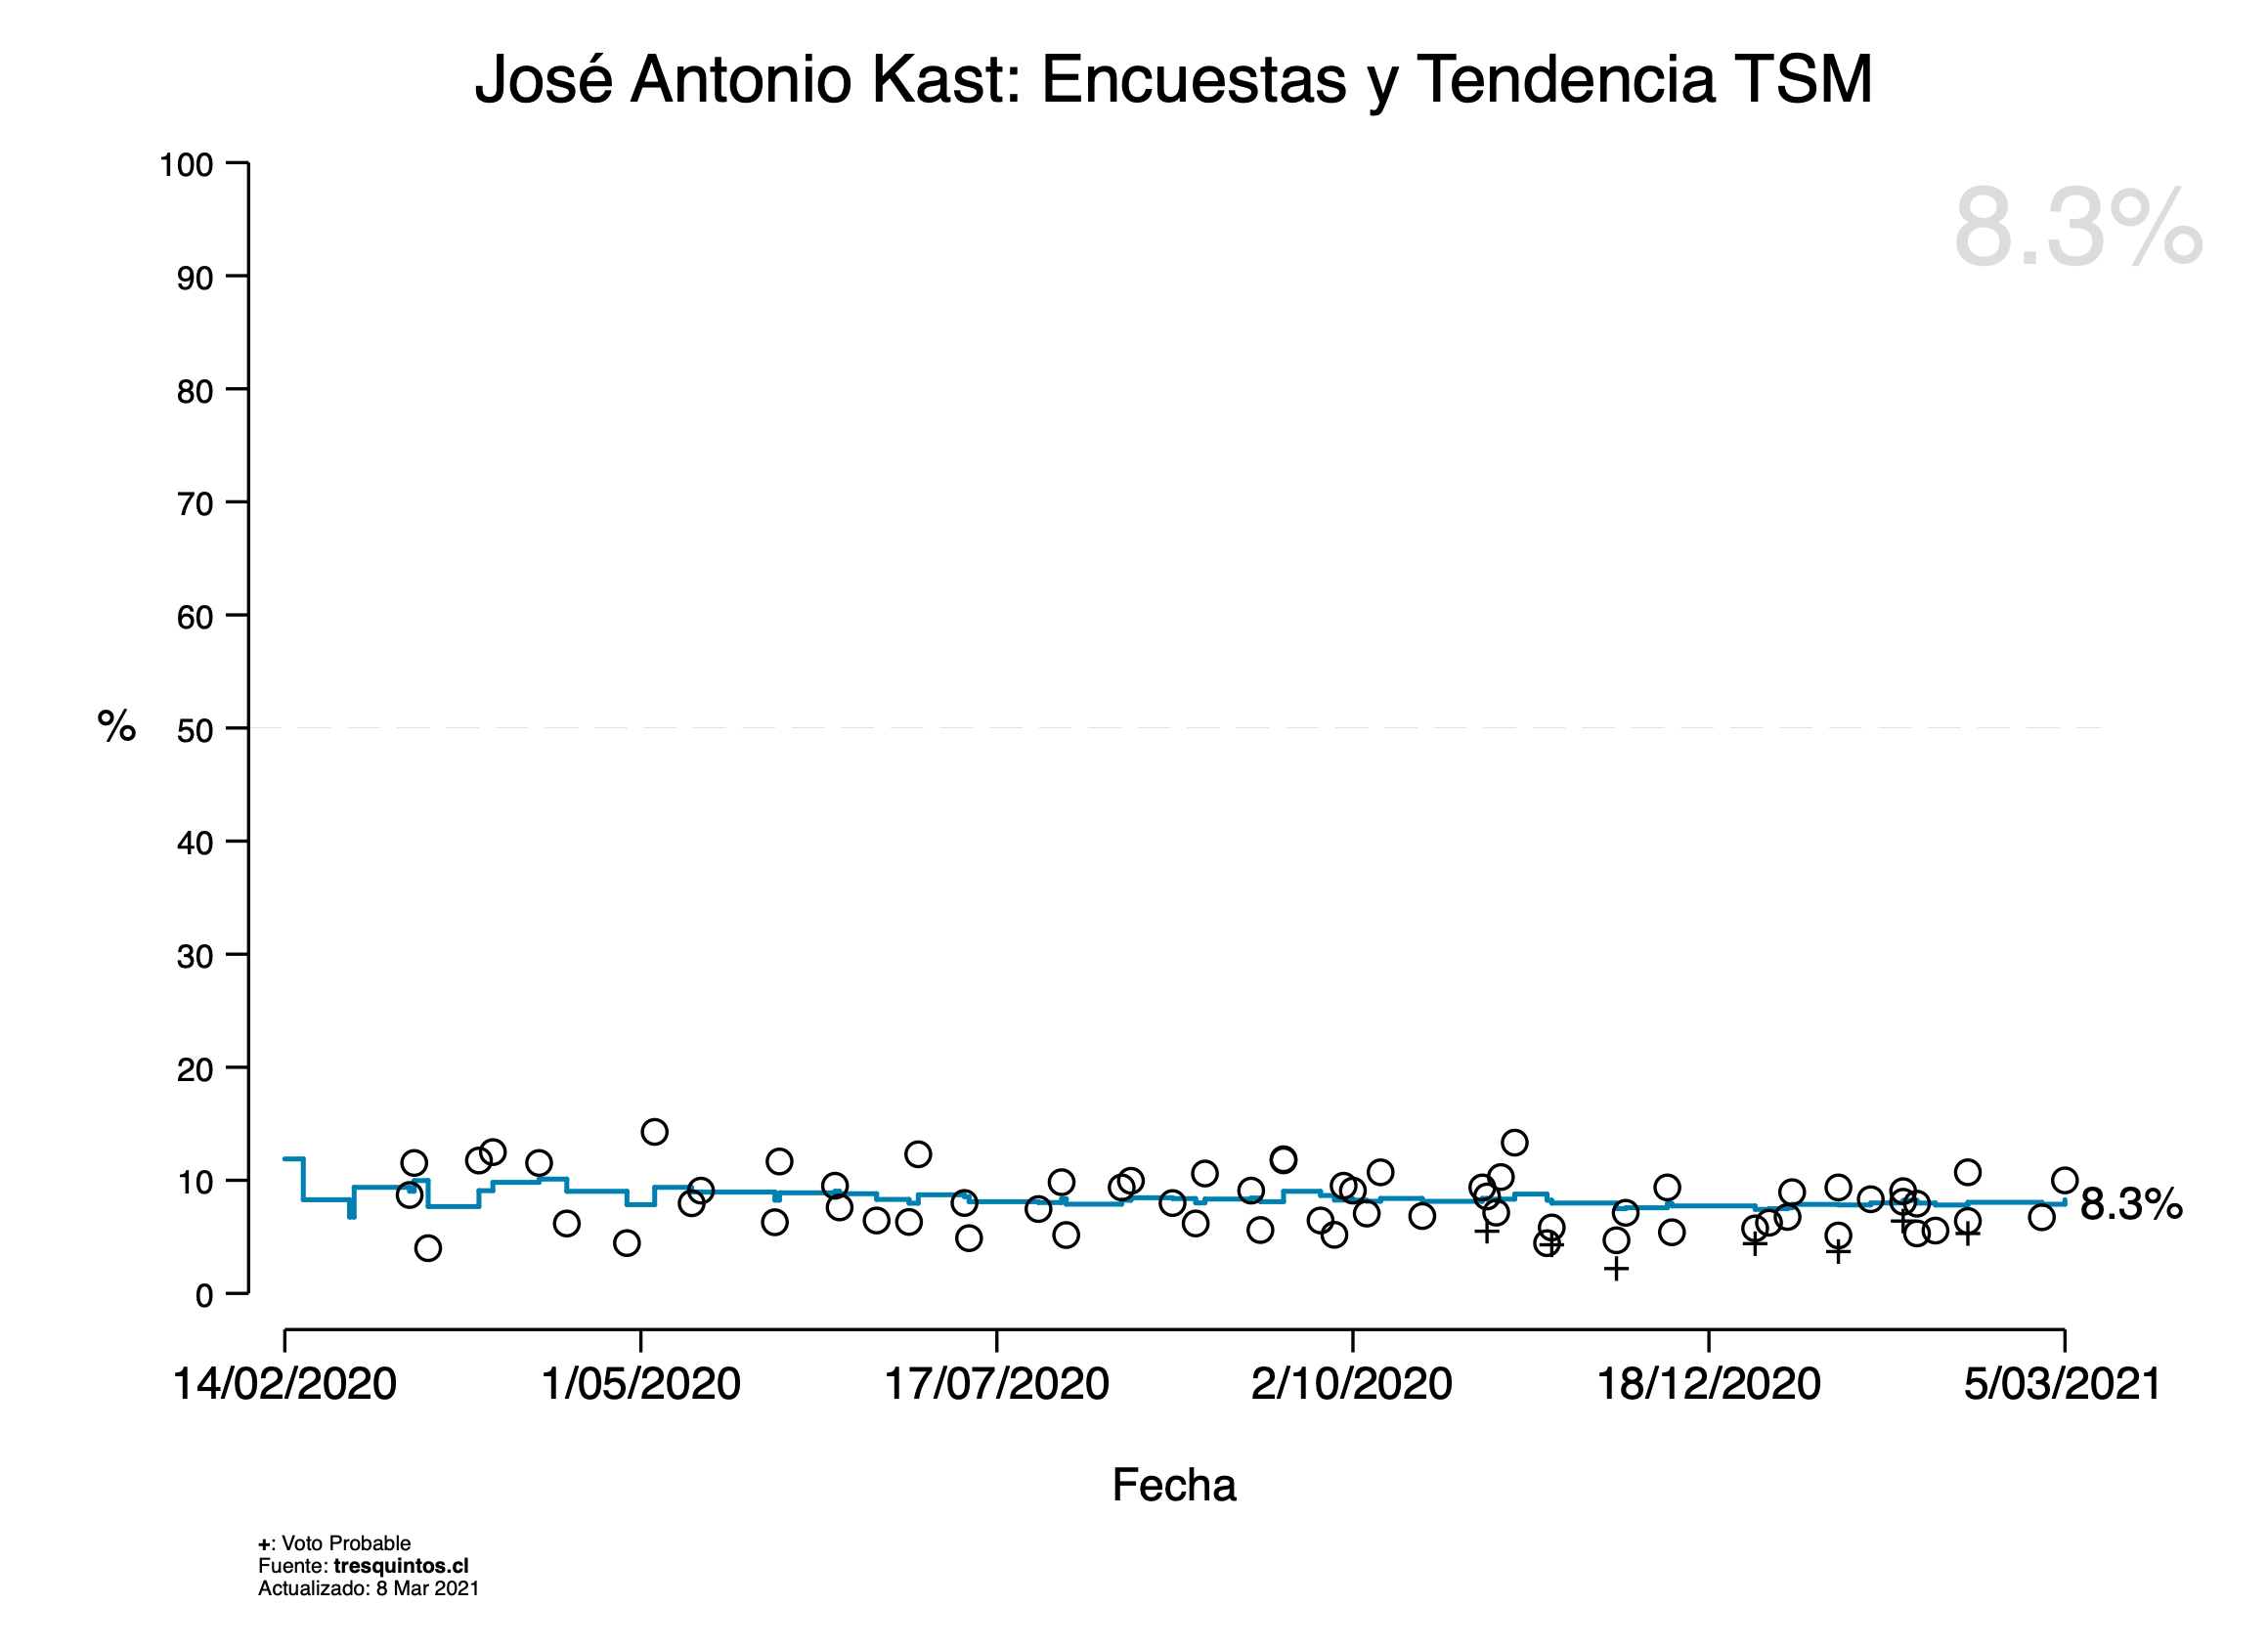 José Antonio Kast: Encuestas y Tendencia TSM
8.3%
100
90
80
70
60
50
40
30
20
10
0
%
8.3%
14/02/2020 1/05/2020 17/07/2020 2/10/2020 18/12/2020 5/03/2021
Fecha
+: Voto Probable
Fuente: tresquintos.cl
Actualizado: 8 Mar 2021